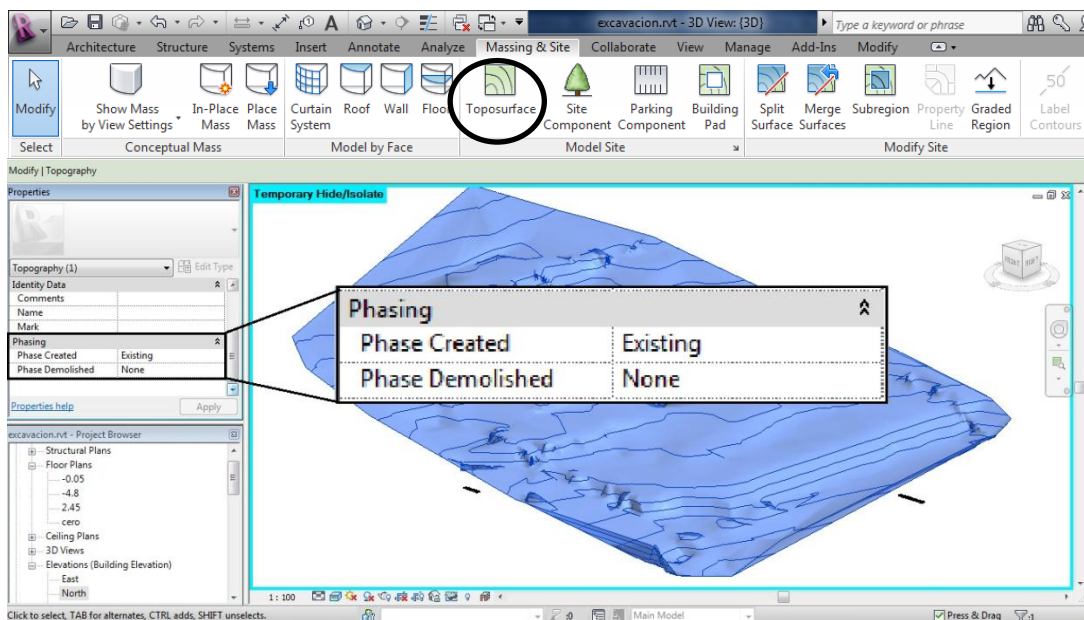 excavacion.rvt - 3D View: {3D}
Type a keyword or phrase
Architecture Structure Systems Insert Annotate Analyze Massing & Site Collaborate View Manage Add-Ins Modify
Modify
Show Mass
by View Settings
In-Place
Mass
Place
Mass
Curtain
System
Roof
Wall
Floor
Toposurface
Site
Component
Parking
Component
Building
Pad
Split
Surface
Merge
Surfaces
Subregion
Property
Line
Graded
Region
Label
Contours
Select Conceptual Mass Model by Face Model Site Modify Site
Modify | Topography
Properties
Topography (1) Edit Type
Identity Data
Comments
Name
Mark
Phasing
Phase Created Existing
Phase Demolished None
Properties help Apply
excavacion.rvt - Project Browser
Structural Plans
Floor Plans
-0.05
-4.8
2.45
cero
Ceiling Plans
3D Views
Elevations (Building Elevation)
East
North
Temporary Hide/Isolate
Phasing
Phase Created Existing
Phase Demolished None
1 : 100
Click to select, TAB for alternates, CTRL adds, SHIFT unselects.
:0
Main Model
Press & Drag
:1